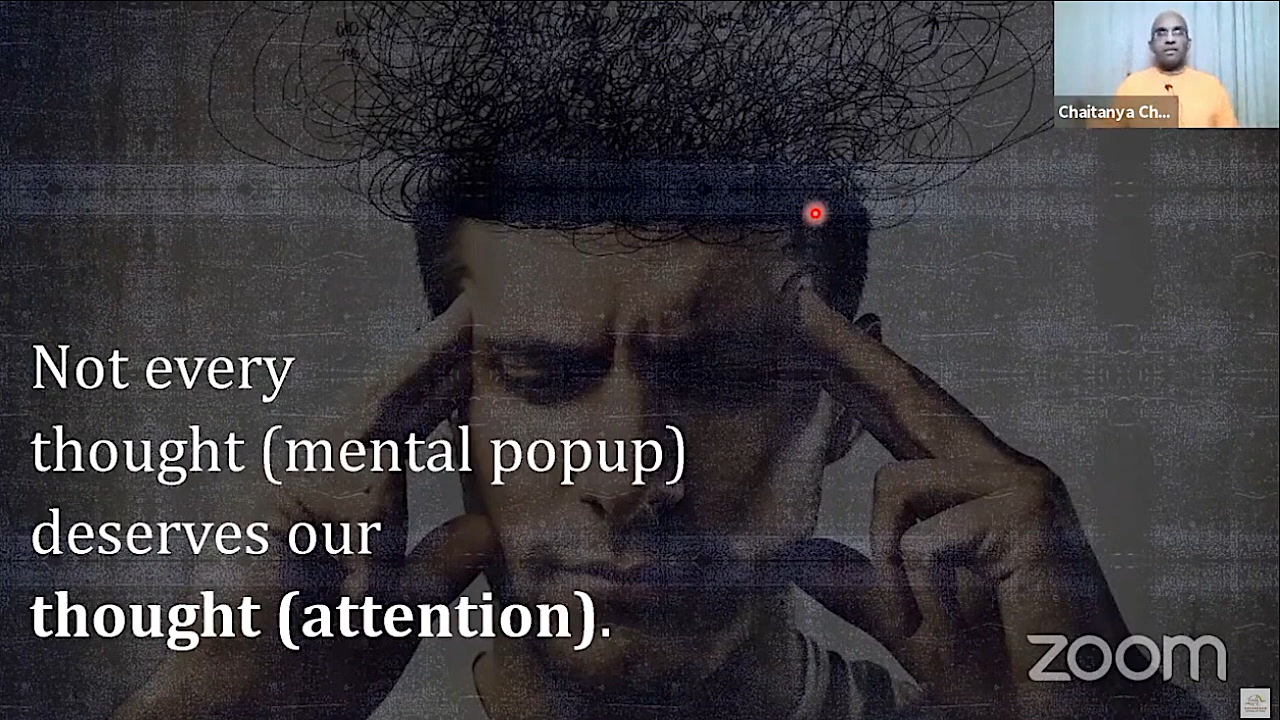 Chaitanya Ch...
Not every
thought (mental popup)
deserves our
thought (attention).
zoom